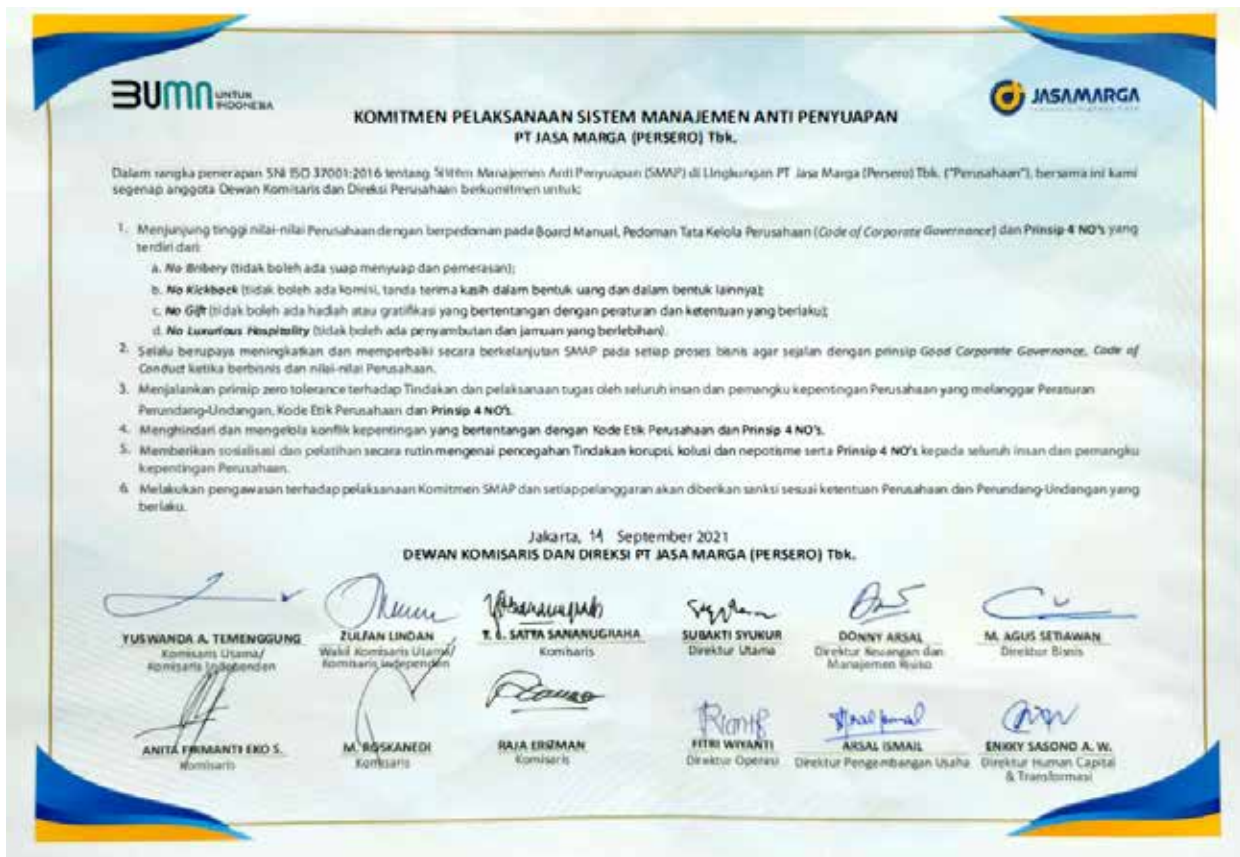 BUMN UNTUK INDONESIA
JASAMARGA
KOMITMEN PELAKSANAAN SISTEM MANAJEMEN ANTI PENYUAPAN
PT JASA MARGA (PERSERO) Tbk.
Dalam rangka penerapan SNI ISO 37001:2016 tentang Sistem Manajemen Anti Penyuapan (SMAP) di Lingkungan PT Jasa Marga (Persero) Tbk. ("Perusahaan"), bersama ini kami
segenap anggota Dewan Komisaris dan Direksi Perusahaan berkomitmen untuk:
1. Menjunjung tinggi nilai-nilai Perusahaan dengan berpedoman pada Board Manual, Pedoman Tata Kelola Perusahaan (Code of Corporate Governance) dan Prinsip 4 NO's yang
terdiri dari:
a. No Bribery (tidak boleh ada suap menyuap dan pemerasan);
b. No Kickback (tidak boleh ada komisi, tanda terima kasih dalam bentuk uang dan dalam bentuk lainnya);
c. No Gift (tidak boleh ada hadiah atau gratifikasi yang bertentangan dengan peraturan dan ketentuan yang berlaku);
d. No Luxurious Hospitality (tidak boleh ada penyambutan dan jamuan yang berlebihan).
2. Selalu berupaya meningkatkan dan memperbaiki secara berkelanjutan SMAP pada setiap proses bisnis agar sejalan dengan prinsip Good Corporate Governance, Code of
Conduct ketika berbisnis dan nilai-nilai Perusahaan.
3. Menjalankan prinsip zero tolerance terhadap Tindakan dan pelaksanaan tugas oleh seluruh insan dan pemangku kepentingan Perusahaan yang melanggar Peraturan
Perundang-Undangan, Kode Etik Perusahaan dan Prinsip 4 NO's.
4. Menghindari dan mengelola konflik kepentingan yang bertentangan dengan Kode Etik Perusahaan dan Prinsip 4 NO's.
5. Memberikan sosialisasi dan pelatihan secara rutin mengenai pencegahan Tindakan korupsi, kolusi dan nepotisme serta Prinsip 4 NO's kepada seluruh insan dan pemangku
kepentingan Perusahaan.
6. Melakukan pengawasan terhadap pelaksanaan Komitmen SMAP dan setiap pelanggaran akan diberikan sanksi sesuai ketentuan Perusahaan dan Perundang-Undangan yang
berlaku.
Jakarta, 14 September 2021
DEWAN KOMISARIS DAN DIREKSI PT JASA MARGA (PERSERO) Tbk.
YUSWANDA A. TEMENGGUNG
Komisaris Utama/
Komisaris Independen
ZULFAN LINDAN
Wakil Komisaris Utama/
Komisaris Independen
SATYA SANANUGRAHA
Komisaris
SUBAKTI SYUKUR
Direktur Utama
DONNY ARSAL
Direktur Keuangan dan
Manajemen Risiko
M. AGUS SETIAWAN
Direktur Bisnis
ANITA FIRMANTI EKO S.
Komisaris
M. ROSKANEDI
Komisaris
RAJA ERIZMAN
Komisaris
FITRI WIYANTI
Direktur Operasi
ARSAL ISMAIL
Direktur Pengembangan Usaha
ENKKY SASONO A. W.
Direktur Human Capital
& Transformasi